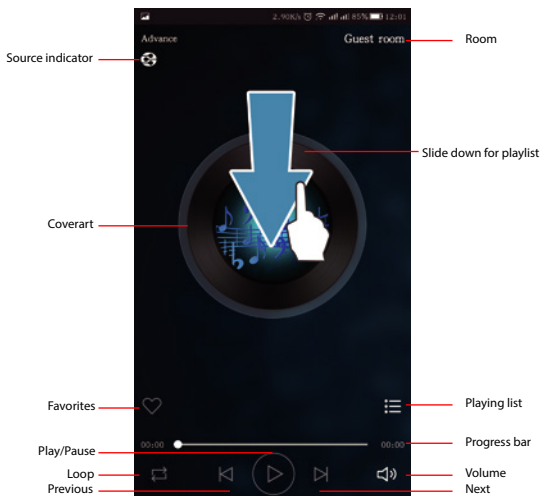 2.90K/s 85% 12:01
Advance
Guest room
Room
Source indicator
Slide down for playlist
Coverart
Favorites
Playing list
00:00
00:00
Progress bar
Play/Pause
Loop
Volume
Previous
Next